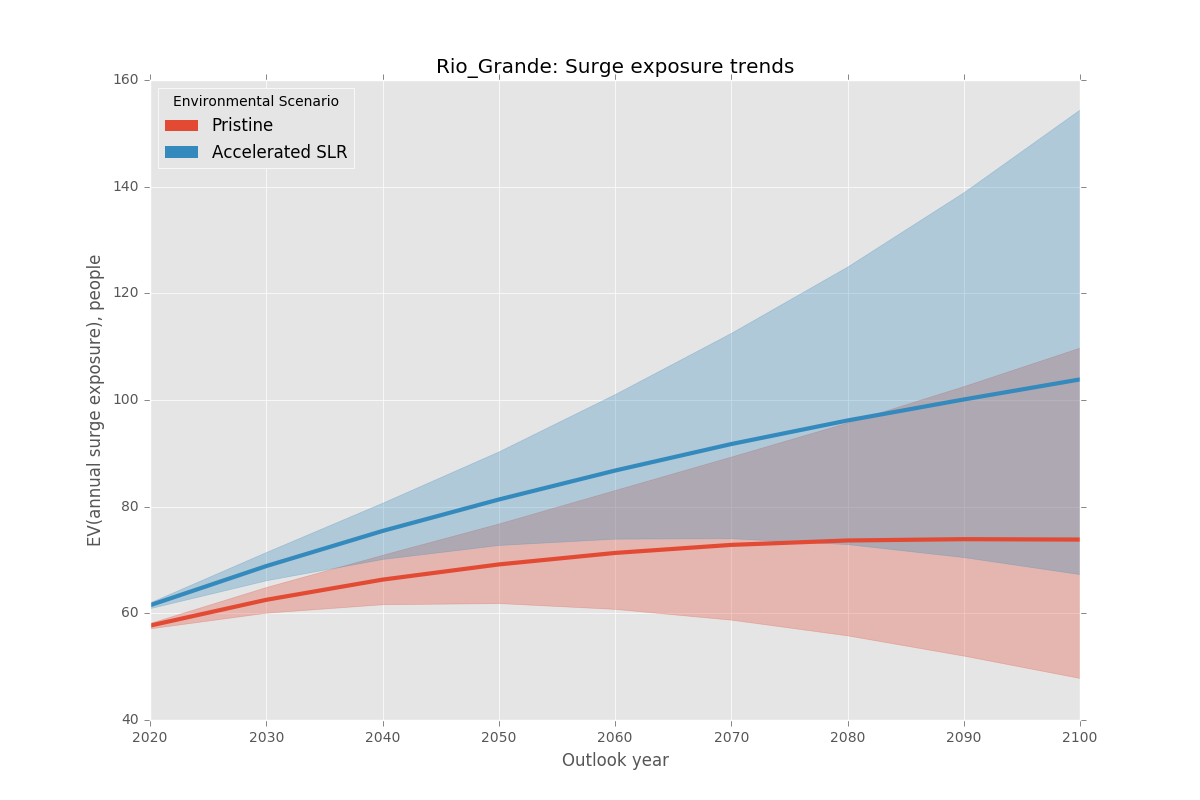 Rio_Grande: Surge exposure trends
Environmental Scenario
Pristine
Accelerated SLR
EV(annual surge exposure), people
160
140
120
100
80
60
40
2020 2030 2040 2050 2060 2070 2080 2090 2100
Outlook year